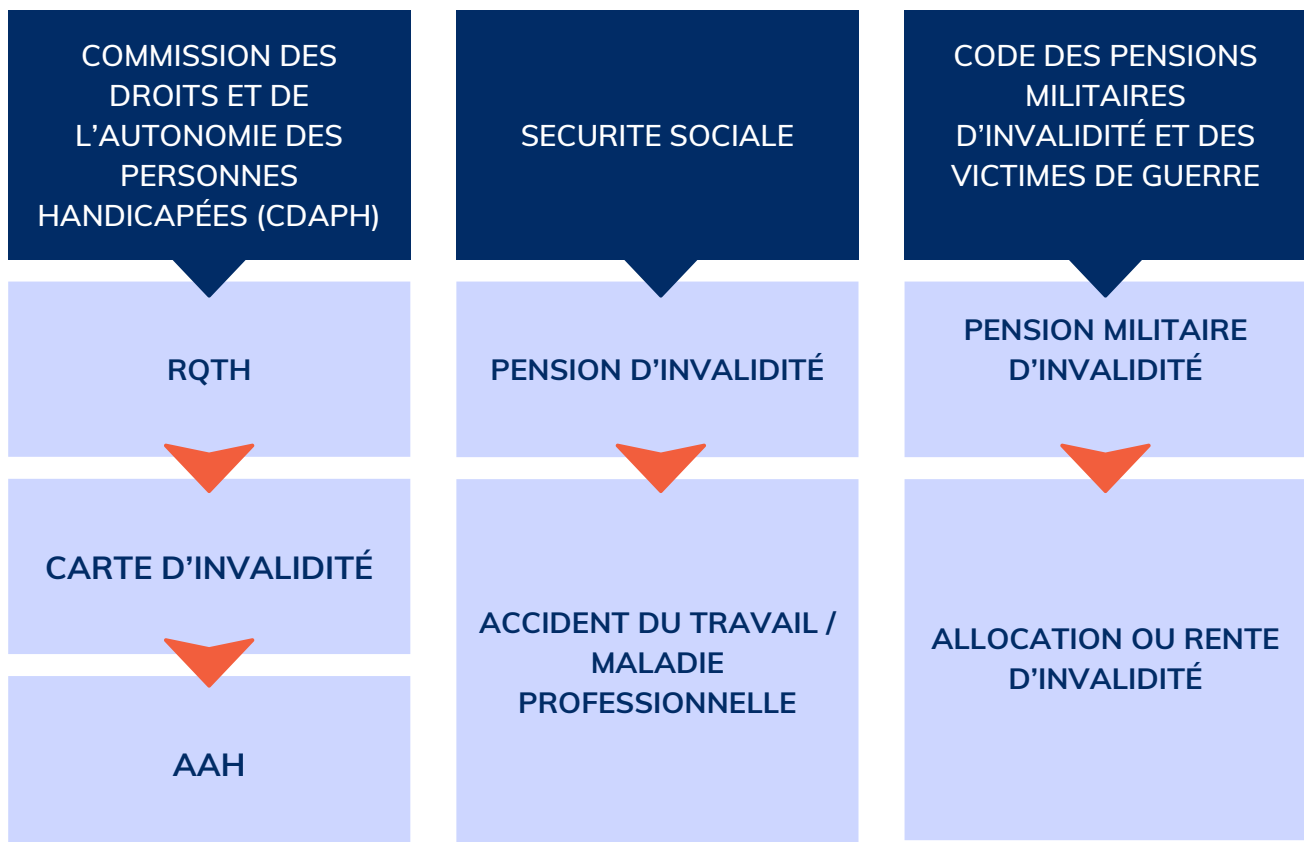 COMMISSION DES
DROITS ET DE
L’AUTONOMIE DES
PERSONNES
HANDICAPÉES (CDAPH)
RQTH
CARTE D’INVALIDITÉ
AAH
SECURITE SOCIALE
PENSION D’INVALIDITÉ
ACCIDENT DU TRAVAIL /
MALADIE
PROFESSIONNELLE
CODE DES PENSIONS
MILITAIRES
D’INVALIDITÉ ET DES
VICTIMES DE GUERRE
PENSION MILITAIRE
D’INVALIDITÉ
ALLOCATION OU RENTE
D’INVALIDITÉ